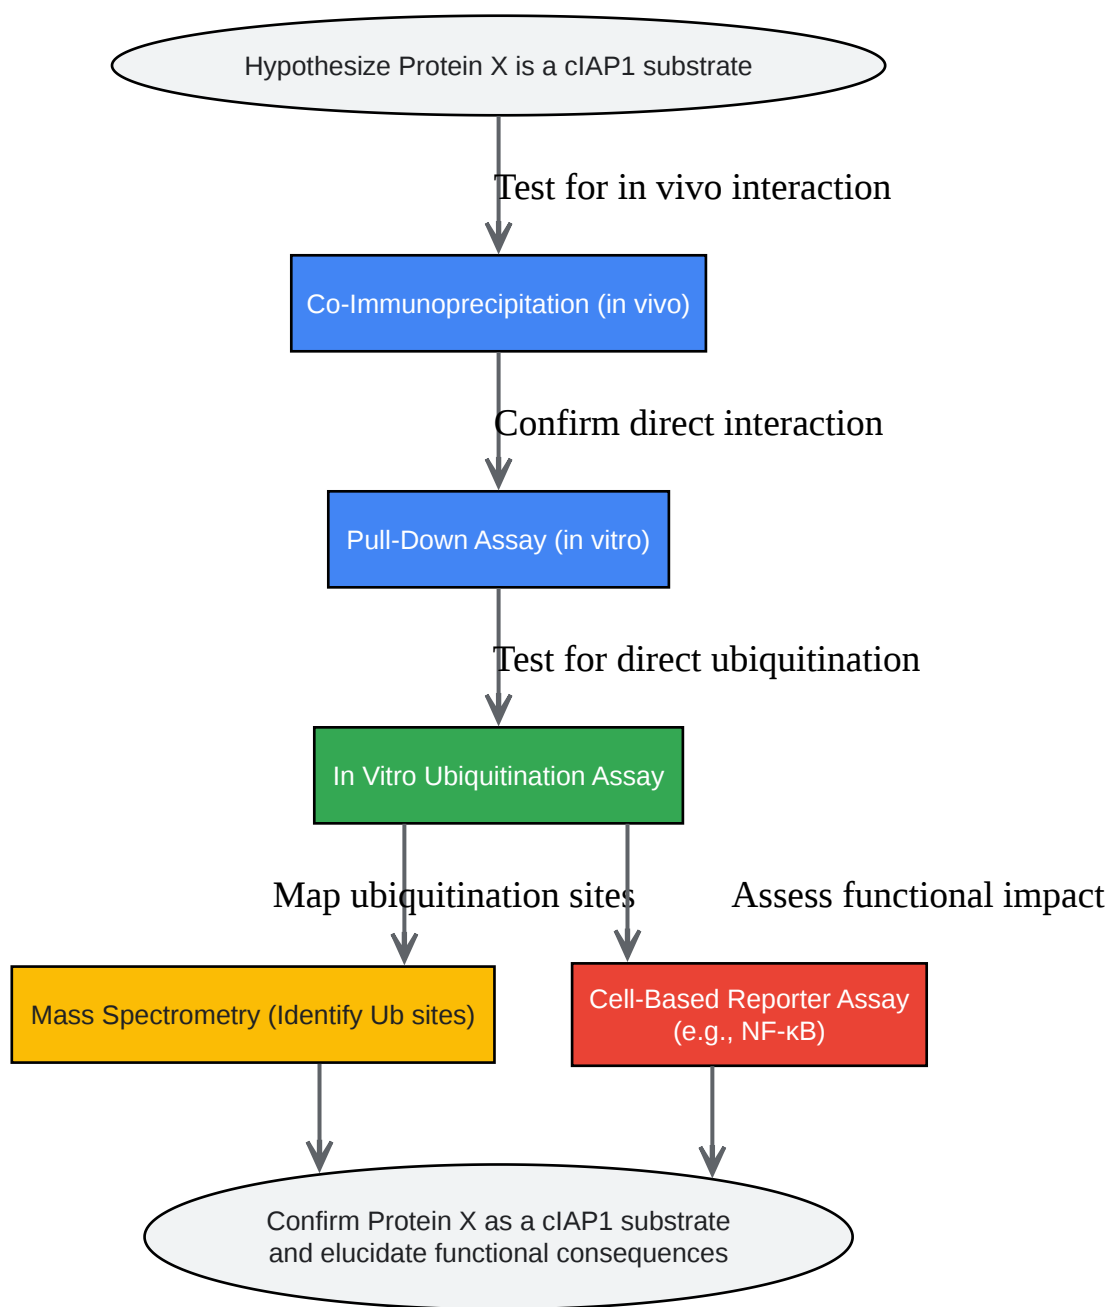 Hypothesize Protein X is a cIAP1 substrate
Test for in vivo interaction
Co-Immunoprecipitation (in vivo)
Confirm direct interaction
Pull-Down Assay (in vitro)
Test for direct ubiquitination
In Vitro Ubiquitination Assay
Map ubiquitination sites
Assess functional impact
Mass Spectrometry (Identify Ub sites)
Cell-Based Reporter Assay
(e.g., NF-κB)
Confirm Protein X as a cIAP1 substrate
and elucidate functional consequences